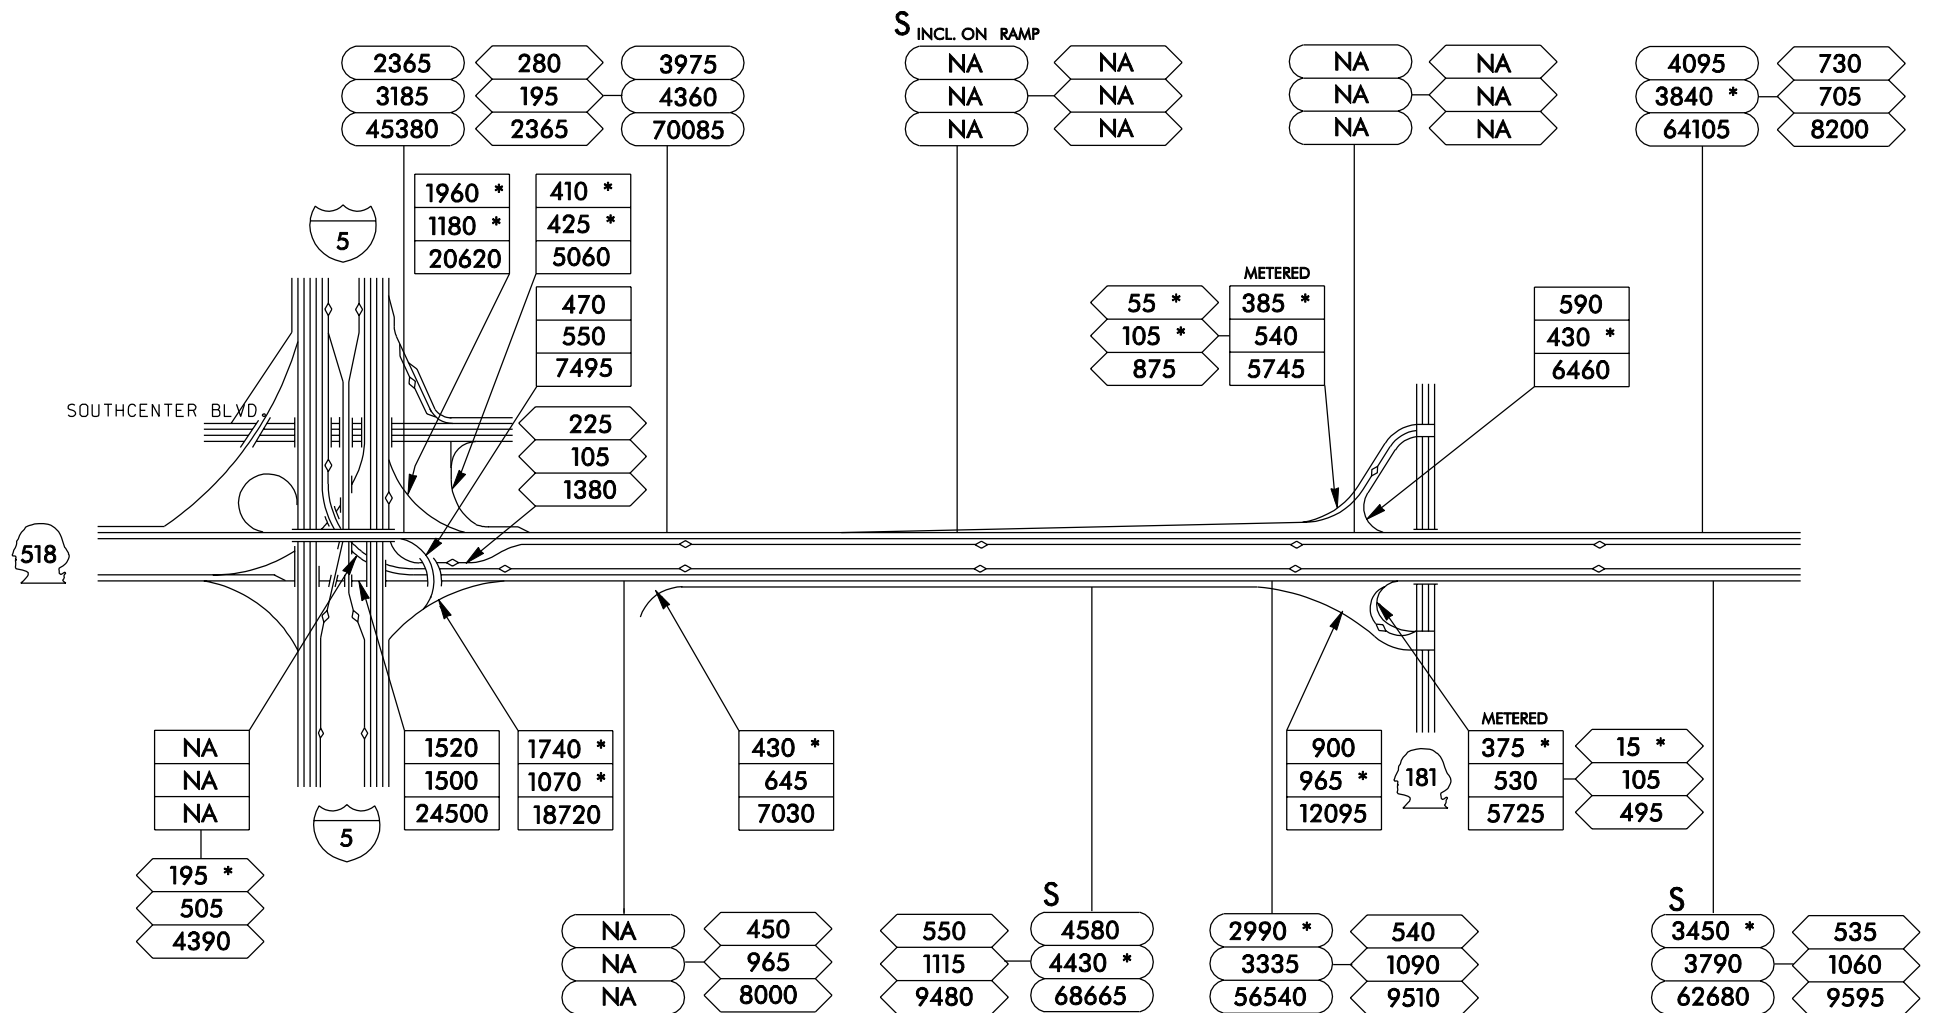 S INCL. ON RAMP
2365 280 3975 NA NA NA NA 4095 730
3185 195 4360 NA NA NA NA 3840 * 705
45380 2365 70085 NA NA NA NA 64105 8200
1960 * 410 *
1180 * 425 *
20620 5060
5
METERED
470 55 * 385 * 590
550 105 * 540 430 *
7495 875 5745 6460
SOUTHCENTER BLVD.
225
105
1380
518
METERED
NA 1520 1740 * 430 * 900 181 375 * 15 *
NA 1500 1070 * 645 965 * 530 105
NA 24500 18720 7030 12095 5725 495
5
195 *
505
4390
S S
NA 450 550 4580 2990 * 540 3450 * 535
NA 965 1115 4430 * 3335 1090 3790 1060
NA 8000 9480 68665 56540 9510 62680 9595